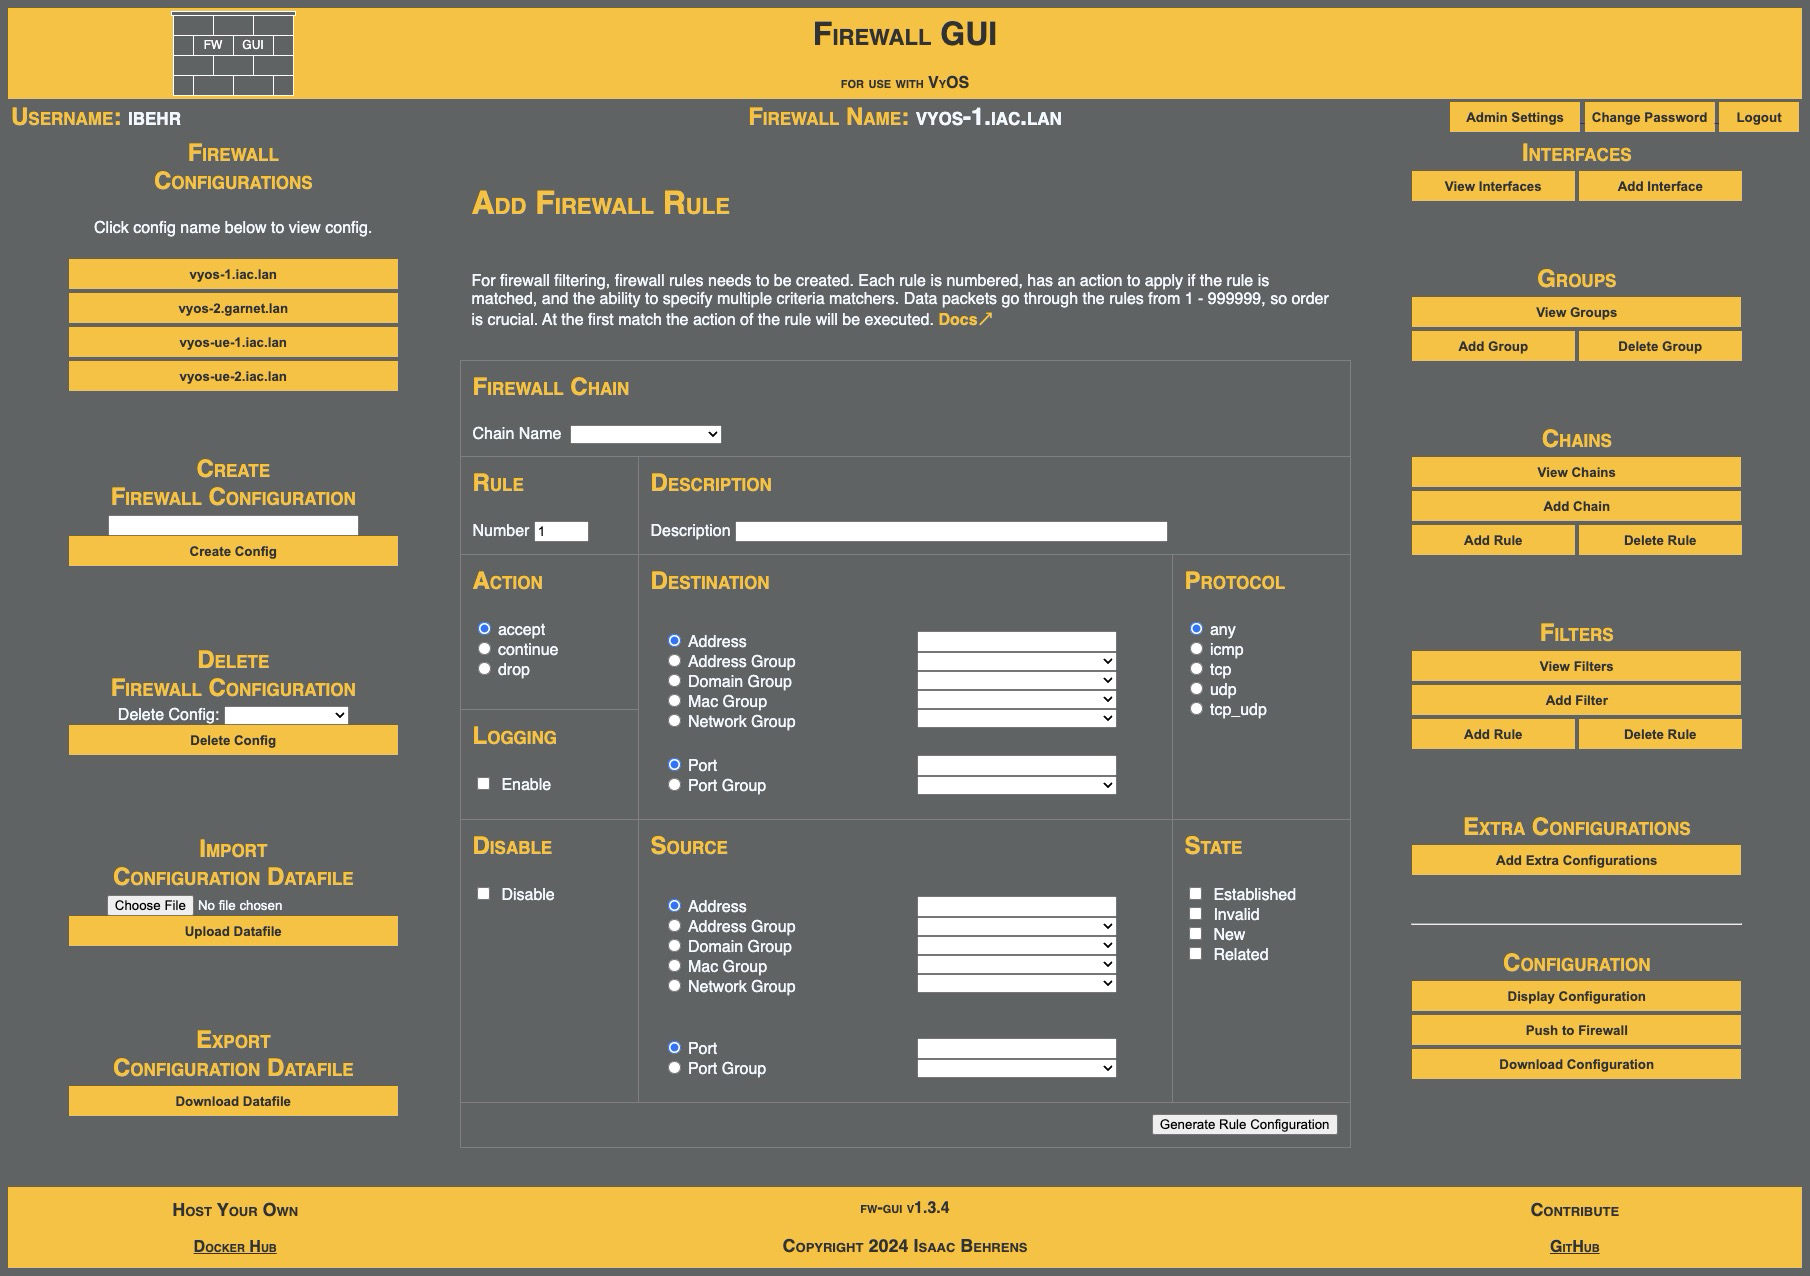 FW GUI
Firewall GUI
for use with VyOS
Username: ibehr
Firewall Name: vyos-1.iac.lan
Admin Settings
Change Password
Logout
Firewall
Configurations
Click config name below to view config.
vyos-1.iac.lan
vyos-2.garnet.lan
vyos-ue-1.iac.lan
vyos-ue-2.iac.lan
Create
Firewall Configuration
Create Config
Delete
Firewall Configuration
Delete Config:
Delete Config
Import
Configuration Datafile
Choose File No file chosen
Upload Datafile
Export
Configuration Datafile
Download Datafile
Add Firewall Rule
For firewall filtering, firewall rules needs to be created. Each rule is numbered, has an action to apply if the rule is
matched, and the ability to specify multiple criteria matchers. Data packets go through the rules from 1 - 999999, so order
is crucial. At the first match the action of the rule will be executed. Docs↗
Firewall Chain
Chain Name
Rule
Number 1
Description
Description
Action
accept
continue
drop
Logging
Enable
Destination
Address
Address Group
Domain Group
Mac Group
Network Group
Port
Port Group
Protocol
any
icmp
tcp
udp
tcp_udp
Disable
Disable
Source
Address
Address Group
Domain Group
Mac Group
Network Group
Port
Port Group
State
Established
Invalid
New
Related
Generate Rule Configuration
Interfaces
View Interfaces
Add Interface
Groups
View Groups
Add Group
Delete Group
Chains
View Chains
Add Chain
Add Rule
Delete Rule
Filters
View Filters
Add Filter
Add Rule
Delete Rule
Extra Configurations
Add Extra Configurations
Configuration
Display Configuration
Push to Firewall
Download Configuration
Host Your Own
Docker Hub
fw-gui v1.3.4
Copyright 2024 Isaac Behrens
Contribute
GitHub